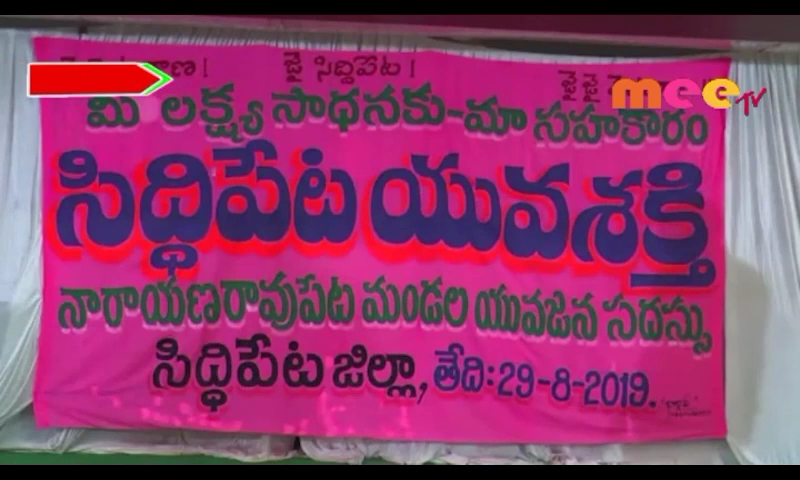 జై సిద్దిపేట!
mee TV
మీ లక్ష్య సాధనకు-మా సహకారం
సిద్ధిపేట యువశక్తి
నారాయణరావుపేట మండల యువజన సదస్సు
సిద్ధిపేట జిల్లా, తేది: 29-8-2019.